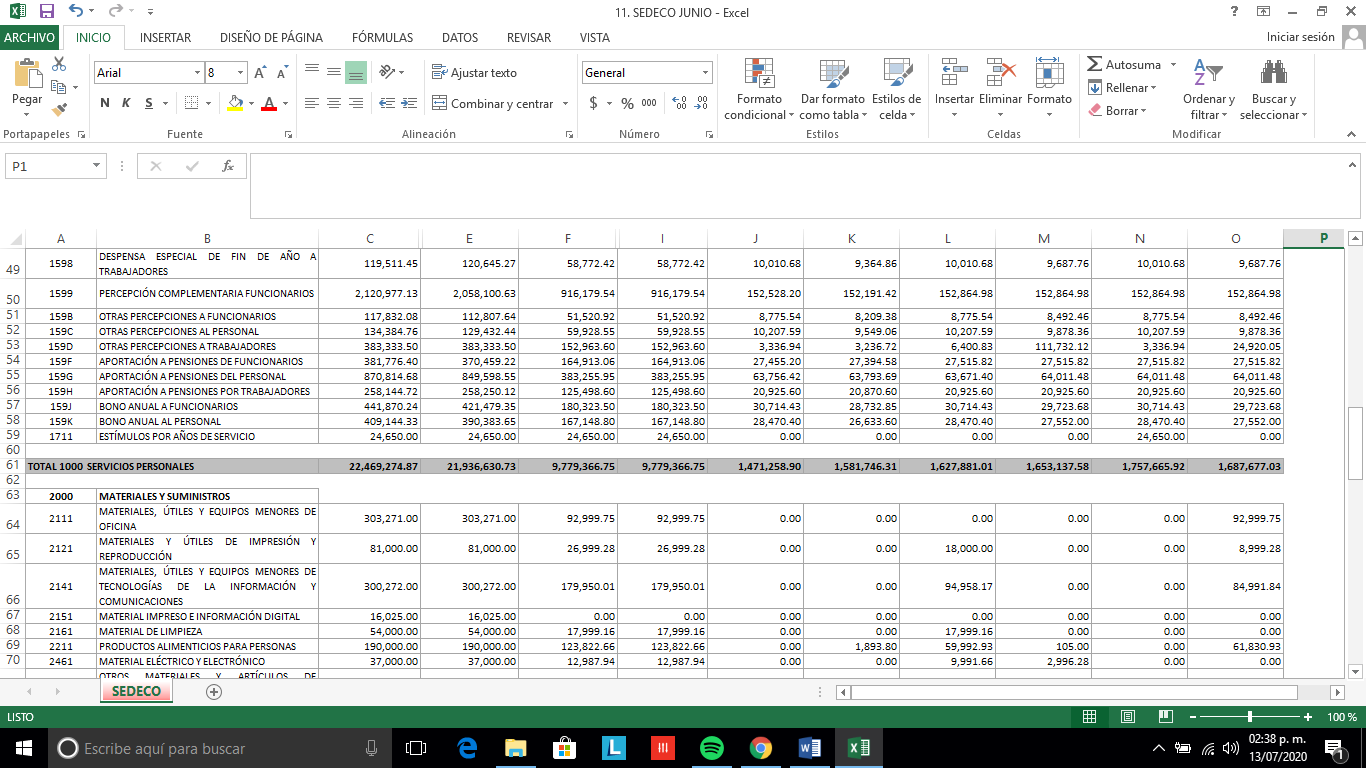 11. SEDECO JUNIO - Excel
ARCHIVO INICIO INSERTAR DISEÑO DE PÁGINA FÓRMULAS DATOS REVISAR VISTA Iniciar sesión
Pegar
Arial 8
N K S
Ajustar texto
Combinar y centrar
General
$ % 000
Formato condicional
Dar formato como tabla
Estilos de celda
Insertar Eliminar Formato
Autosuma
Rellenar
Borrar
Ordenar y filtrar
Buscar y seleccionar
Portapapeles Fuente Alineación Número Estilos Celdas Modificar
P1 fx
A B C E F I J K L M N O P
49 1598 DESPENSA ESPECIAL DE FIN DE AÑO A TRABAJADORES 119,511.45 120,645.27 58,772.42 58,772.42 10,010.68 9,364.86 10,010.68 9,687.76 10,010.68 9,687.76
50 1599 PERCEPCIÓN COMPLEMENTARIA FUNCIONARIOS 2,120,977.13 2,058,100.63 916,179.54 916,179.54 152,528.20 152,191.42 152,864.98 152,864.98 152,864.98 152,864.98
51 159B OTRAS PERCEPCIONES A FUNCIONARIOS 117,832.08 112,807.64 51,520.92 51,520.92 8,775.54 8,209.38 8,775.54 8,492.46 8,775.54 8,492.46
52 159C OTRAS PERCEPCIONES AL PERSONAL 134,384.76 129,432.44 59,928.55 59,928.55 10,207.59 9,549.06 10,207.59 9,878.36 10,207.59 9,878.36
53 159D OTRAS PERCEPCIONES A TRABAJADORES 383,333.50 383,333.50 152,963.60 152,963.60 3,336.94 3,236.72 6,400.83 111,732.12 3,336.94 24,920.05
54 159F APORTACIÓN A PENSIONES DE FUNCIONARIOS 381,776.40 370,459.22 164,913.06 164,913.06 27,455.20 27,394.58 27,515.82 27,515.82 27,515.82 27,515.82
55 159G APORTACIÓN A PENSIONES DEL PERSONAL 870,814.68 849,598.55 383,255.95 383,255.95 63,756.42 63,793.69 63,671.40 64,011.48 64,011.48 64,011.48
56 159H APORTACIÓN A PENSIONES POR TRABAJADORES 258,144.72 258,250.12 125,498.60 125,498.60 20,925.60 20,870.60 20,925.60 20,925.60 20,925.60 20,925.60
57 159J BONO ANUAL A FUNCIONARIOS 441,870.24 421,479.35 180,323.50 180,323.50 30,714.43 28,732.85 30,714.43 29,723.68 30,714.43 29,723.68
58 159K BONO ANUAL AL PERSONAL 409,144.33 390,383.65 167,148.80 167,148.80 28,470.40 26,633.60 28,470.40 27,552.00 28,470.40 27,552.00
59 1711 ESTÍMULOS POR AÑOS DE SERVICIO 24,650.00 24,650.00 24,650.00 24,650.00 0.00 0.00 0.00 0.00 24,650.00 0.00
60
61 TOTAL 1000 SERVICIOS PERSONALES 22,469,274.87 21,936,630.73 9,779,366.75 9,779,366.75 1,471,258.90 1,581,746.31 1,627,881.01 1,653,137.58 1,757,665.92 1,687,677.03
62
63 2000 MATERIALES Y SUMINISTROS
64 2111 MATERIALES, ÚTILES Y EQUIPOS MENORES DE OFICINA 303,271.00 303,271.00 92,999.75 92,999.75 0.00 0.00 0.00 0.00 0.00 92,999.75
65 2121 MATERIALES Y ÚTILES DE IMPRESIÓN Y REPRODUCCIÓN 81,000.00 81,000.00 26,999.28 26,999.28 0.00 0.00 18,000.00 0.00 0.00 8,999.28
66 2141 MATERIALES, ÚTILES Y EQUIPOS MENORES DE TECNOLOGÍAS DE LA INFORMACIÓN Y COMUNICACIONES 300,272.00 300,272.00 179,950.01 179,950.01 0.00 0.00 94,958.17 0.00 0.00 84,991.84
67 2151 MATERIAL IMPRESO E INFORMACIÓN DIGITAL 16,025.00 16,025.00 0.00 0.00 0.00 0.00 0.00 0.00 0.00 0.00
68 2161 MATERIAL DE LIMPIEZA 54,000.00 54,000.00 17,999.16 17,999.16 0.00 0.00 17,999.16 0.00 0.00 0.00
69 2211 PRODUCTOS ALIMENTICIOS PARA PERSONAS 190,000.00 190,000.00 123,822.66 123,822.66 0.00 1,893.80 59,992.93 105.00 0.00 61,830.93
70 2461 MATERIAL ELÉCTRICO Y ELECTRÓNICO 37,000.00 37,000.00 12,987.94 12,987.94 0.00 0.00 9,991.66 2,996.28 0.00 0.00
OTROS MATERIALES Y ARTÍCULOS DE
SEDECO
LISTO 100 %
Escribe aquí para buscar
02:38 p. m.
13/07/2020
1